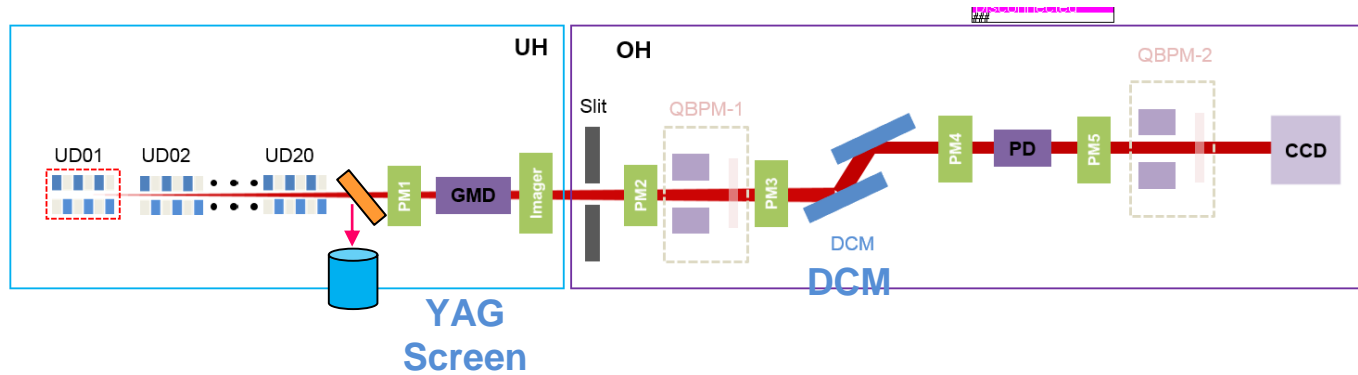 Disconnected
###
UH
OH
QBPM-2
Slit
QBPM-1
UD01
UD02
UD20
PM1
GMD
Imager
PM2
PM3
PM4
PD
PM5
CCD
DCM
DCM
YAG
Screen